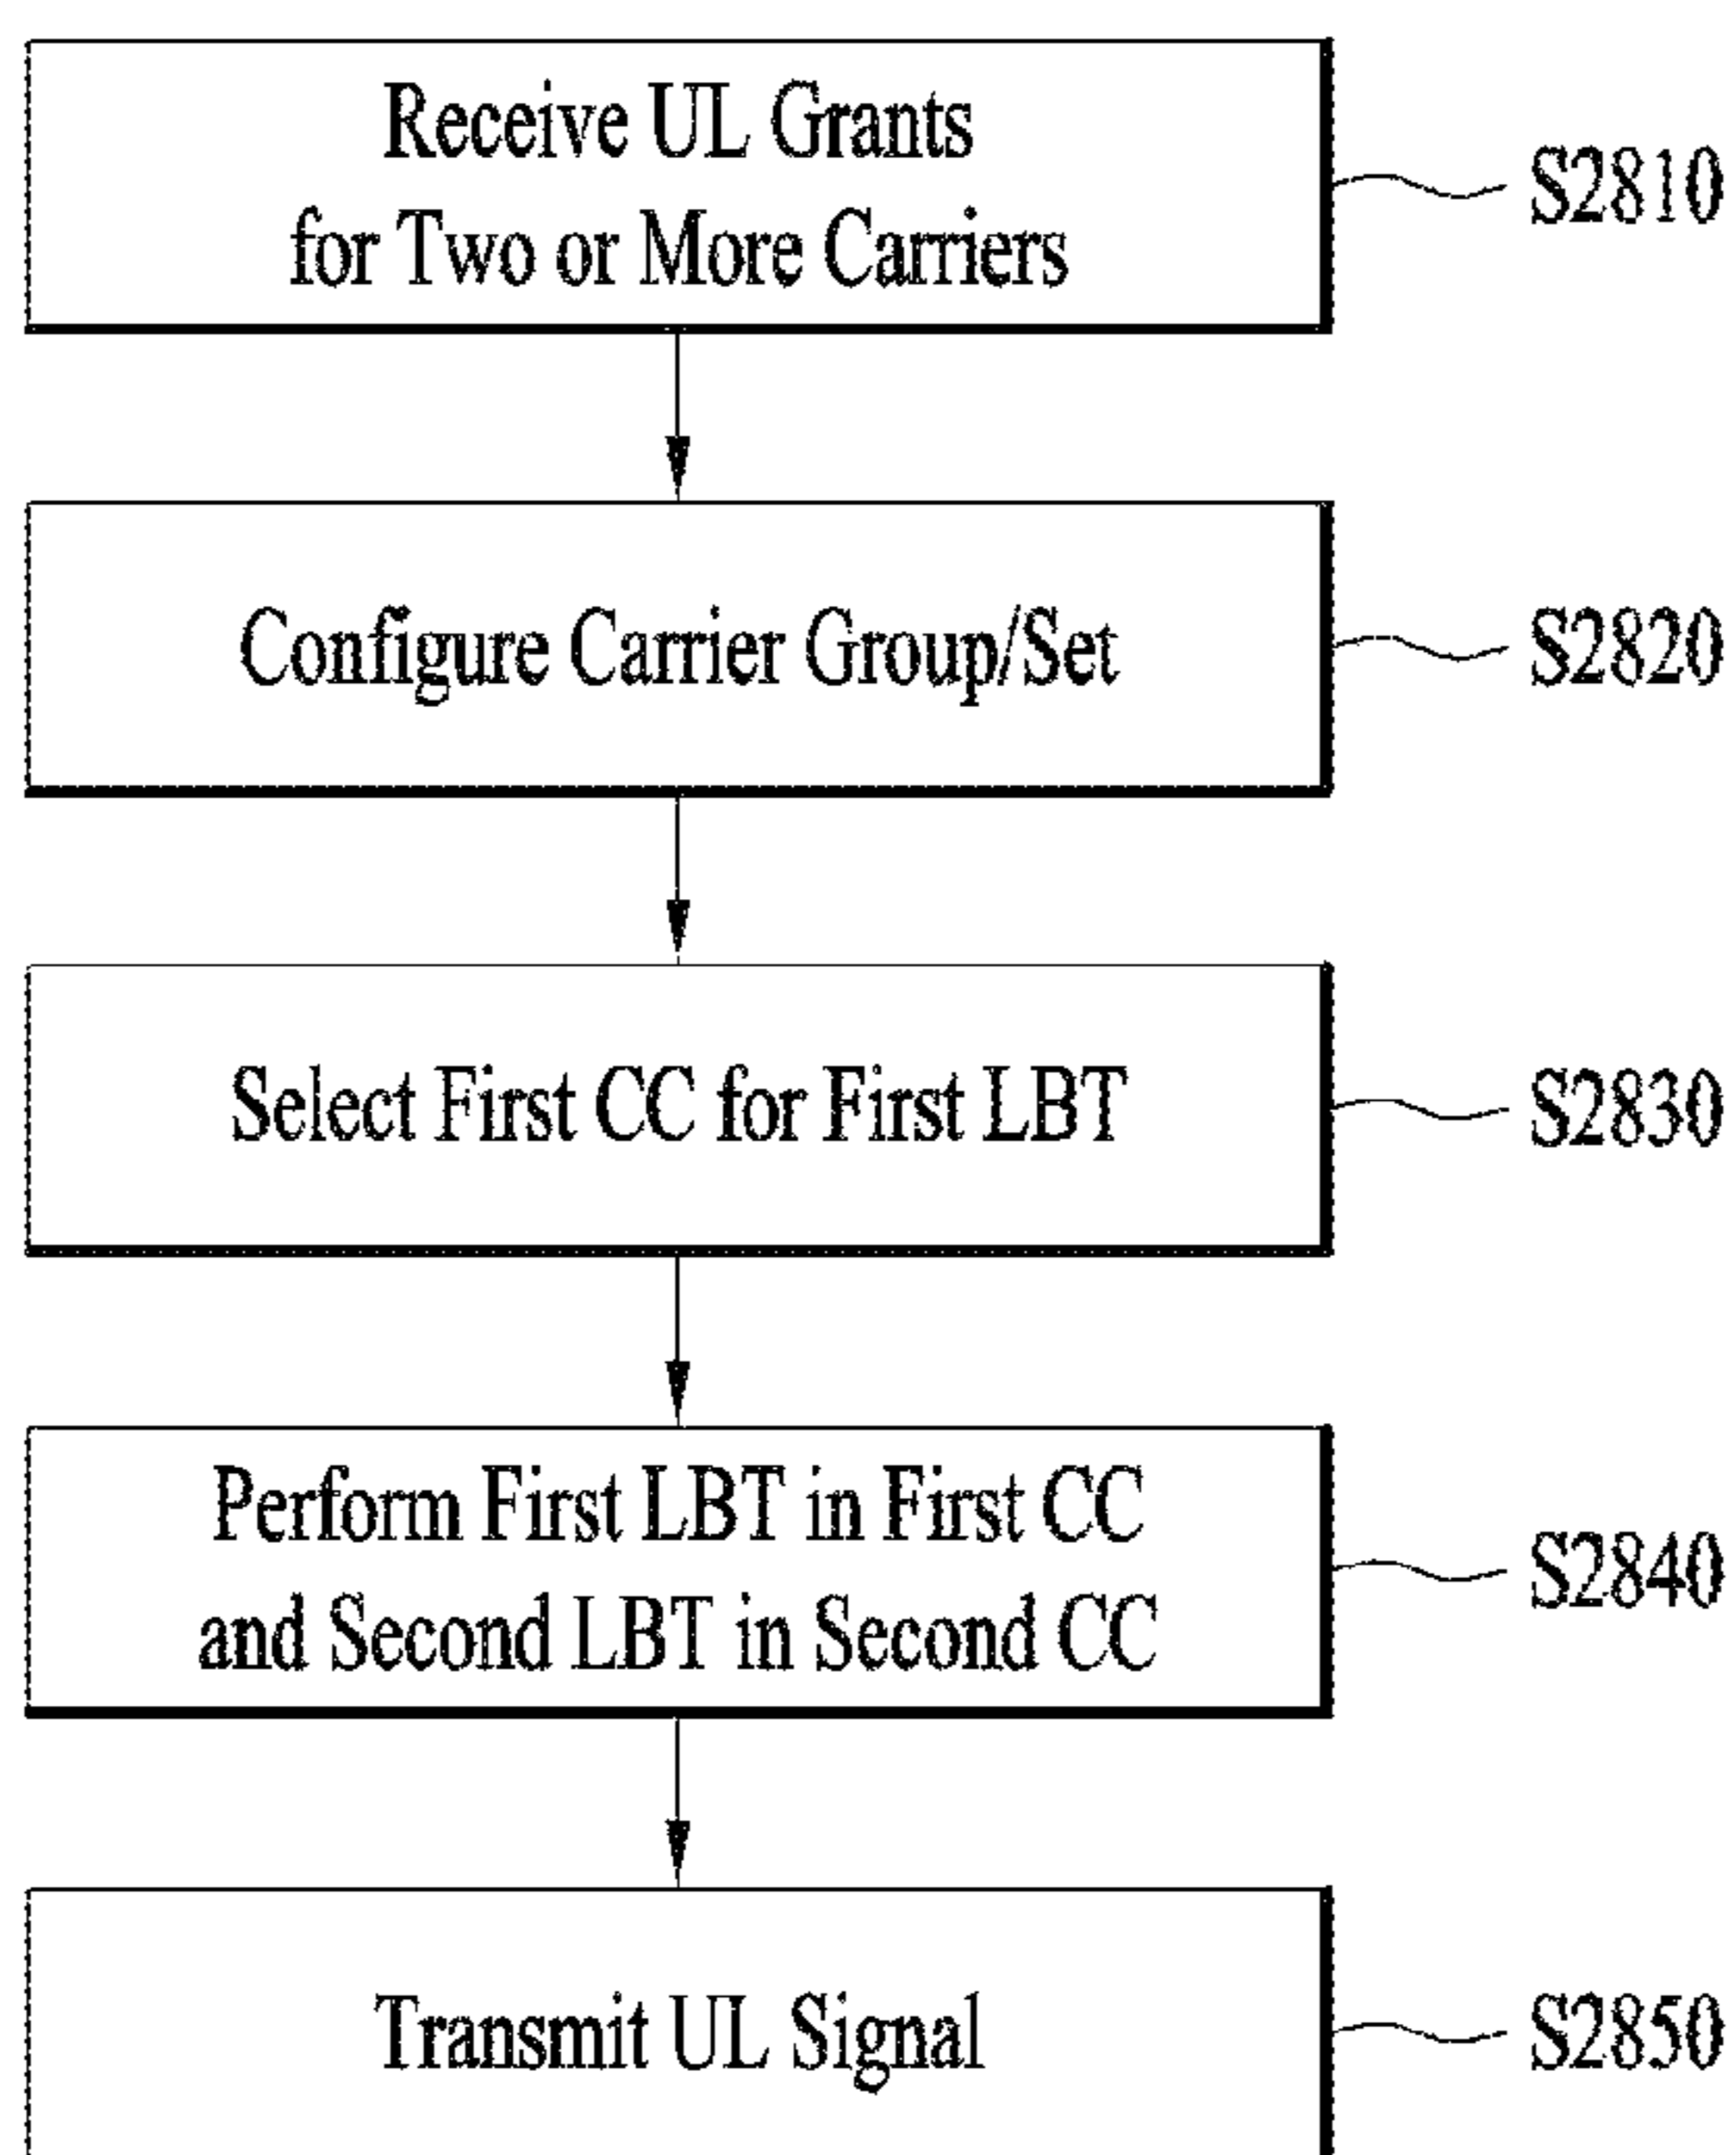 Receive UL Grants
for Two or More Carriers
S2810
Configure Carrier Group/Set
S2820
Select First CC for First LBT
S2830
Perform First LBT in First CC
and Second LBT in Second CC
S2840
Transmit UL Signal
S2850